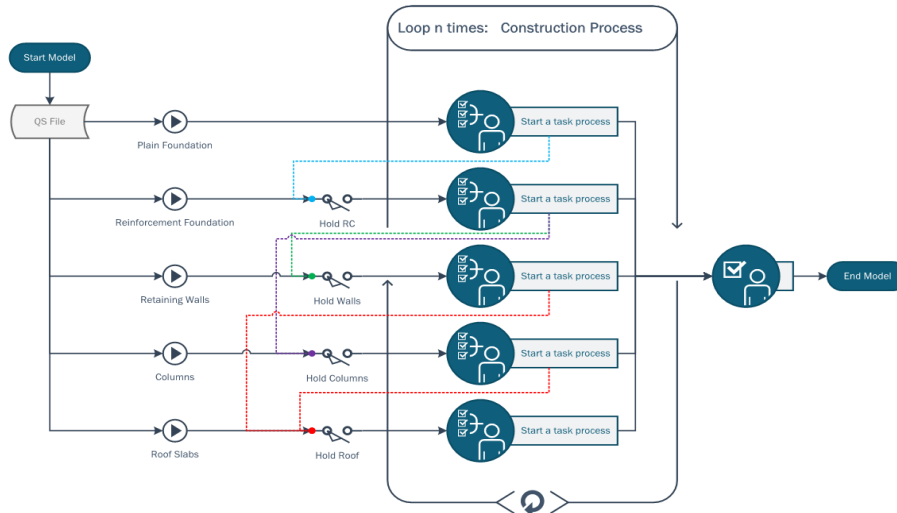 Loop n times: Construction Process
Start Model
QS File
Plain Foundation
Start a task process
Reinforcement Foundation
Hold RC
Start a task process
Retaining Walls
Hold Walls
Start a task process
End Model
Columns
Hold Columns
Start a task process
Roof Slabs
Hold Roof
Start a task process